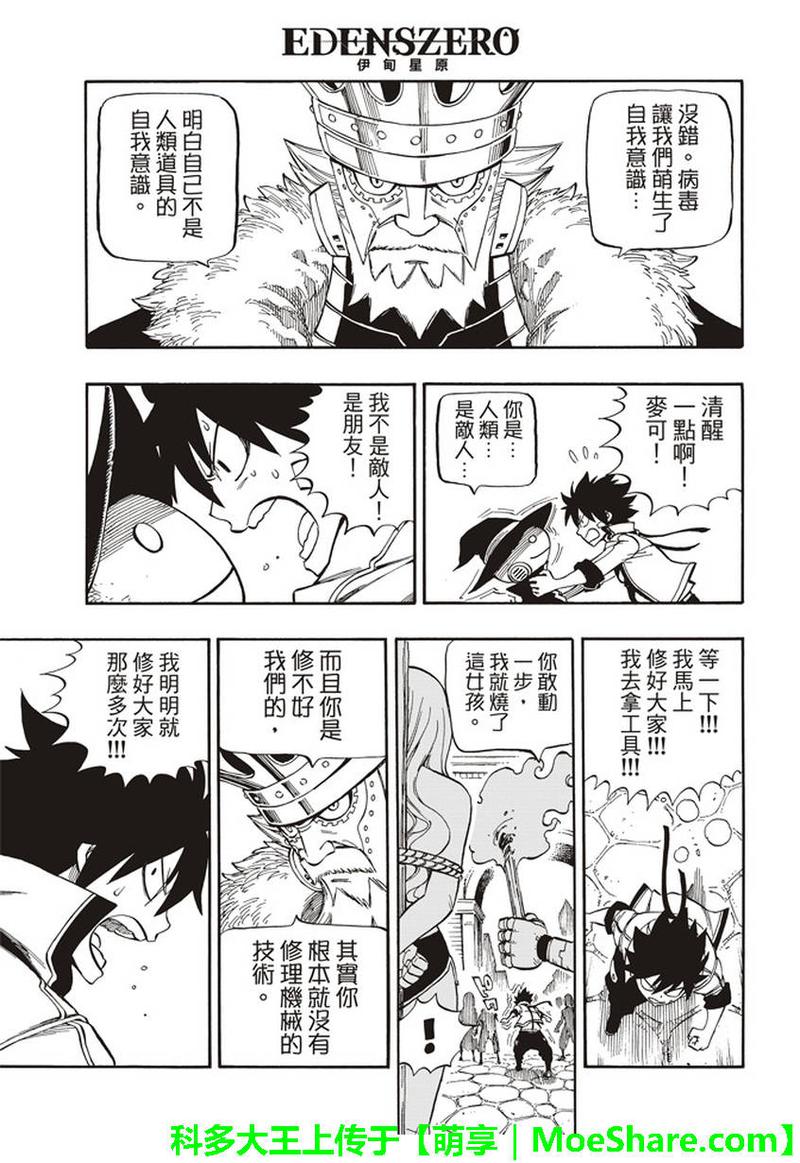 EDENSZERO
伊甸星原
沒錯。病毒
讓我們萌生了
自我意識…
明白自己不是
人類道具的
自我意識。
清醒
一點啊！
麥可！
你是…
人類…
是敵人…
我不是敵人！
是朋友！
等一下!!!
我馬上
修好大家!!!
我去拿工具!!!
你敢動
一步，
我就燒了
這女孩。
！
而且你是
修不好
我們的，
其實你
根本就沒有
修理機械的
技術。
我明明就
修好大家
那麼多次!!!
科多大王上传于【萌享｜MoeShare.com】